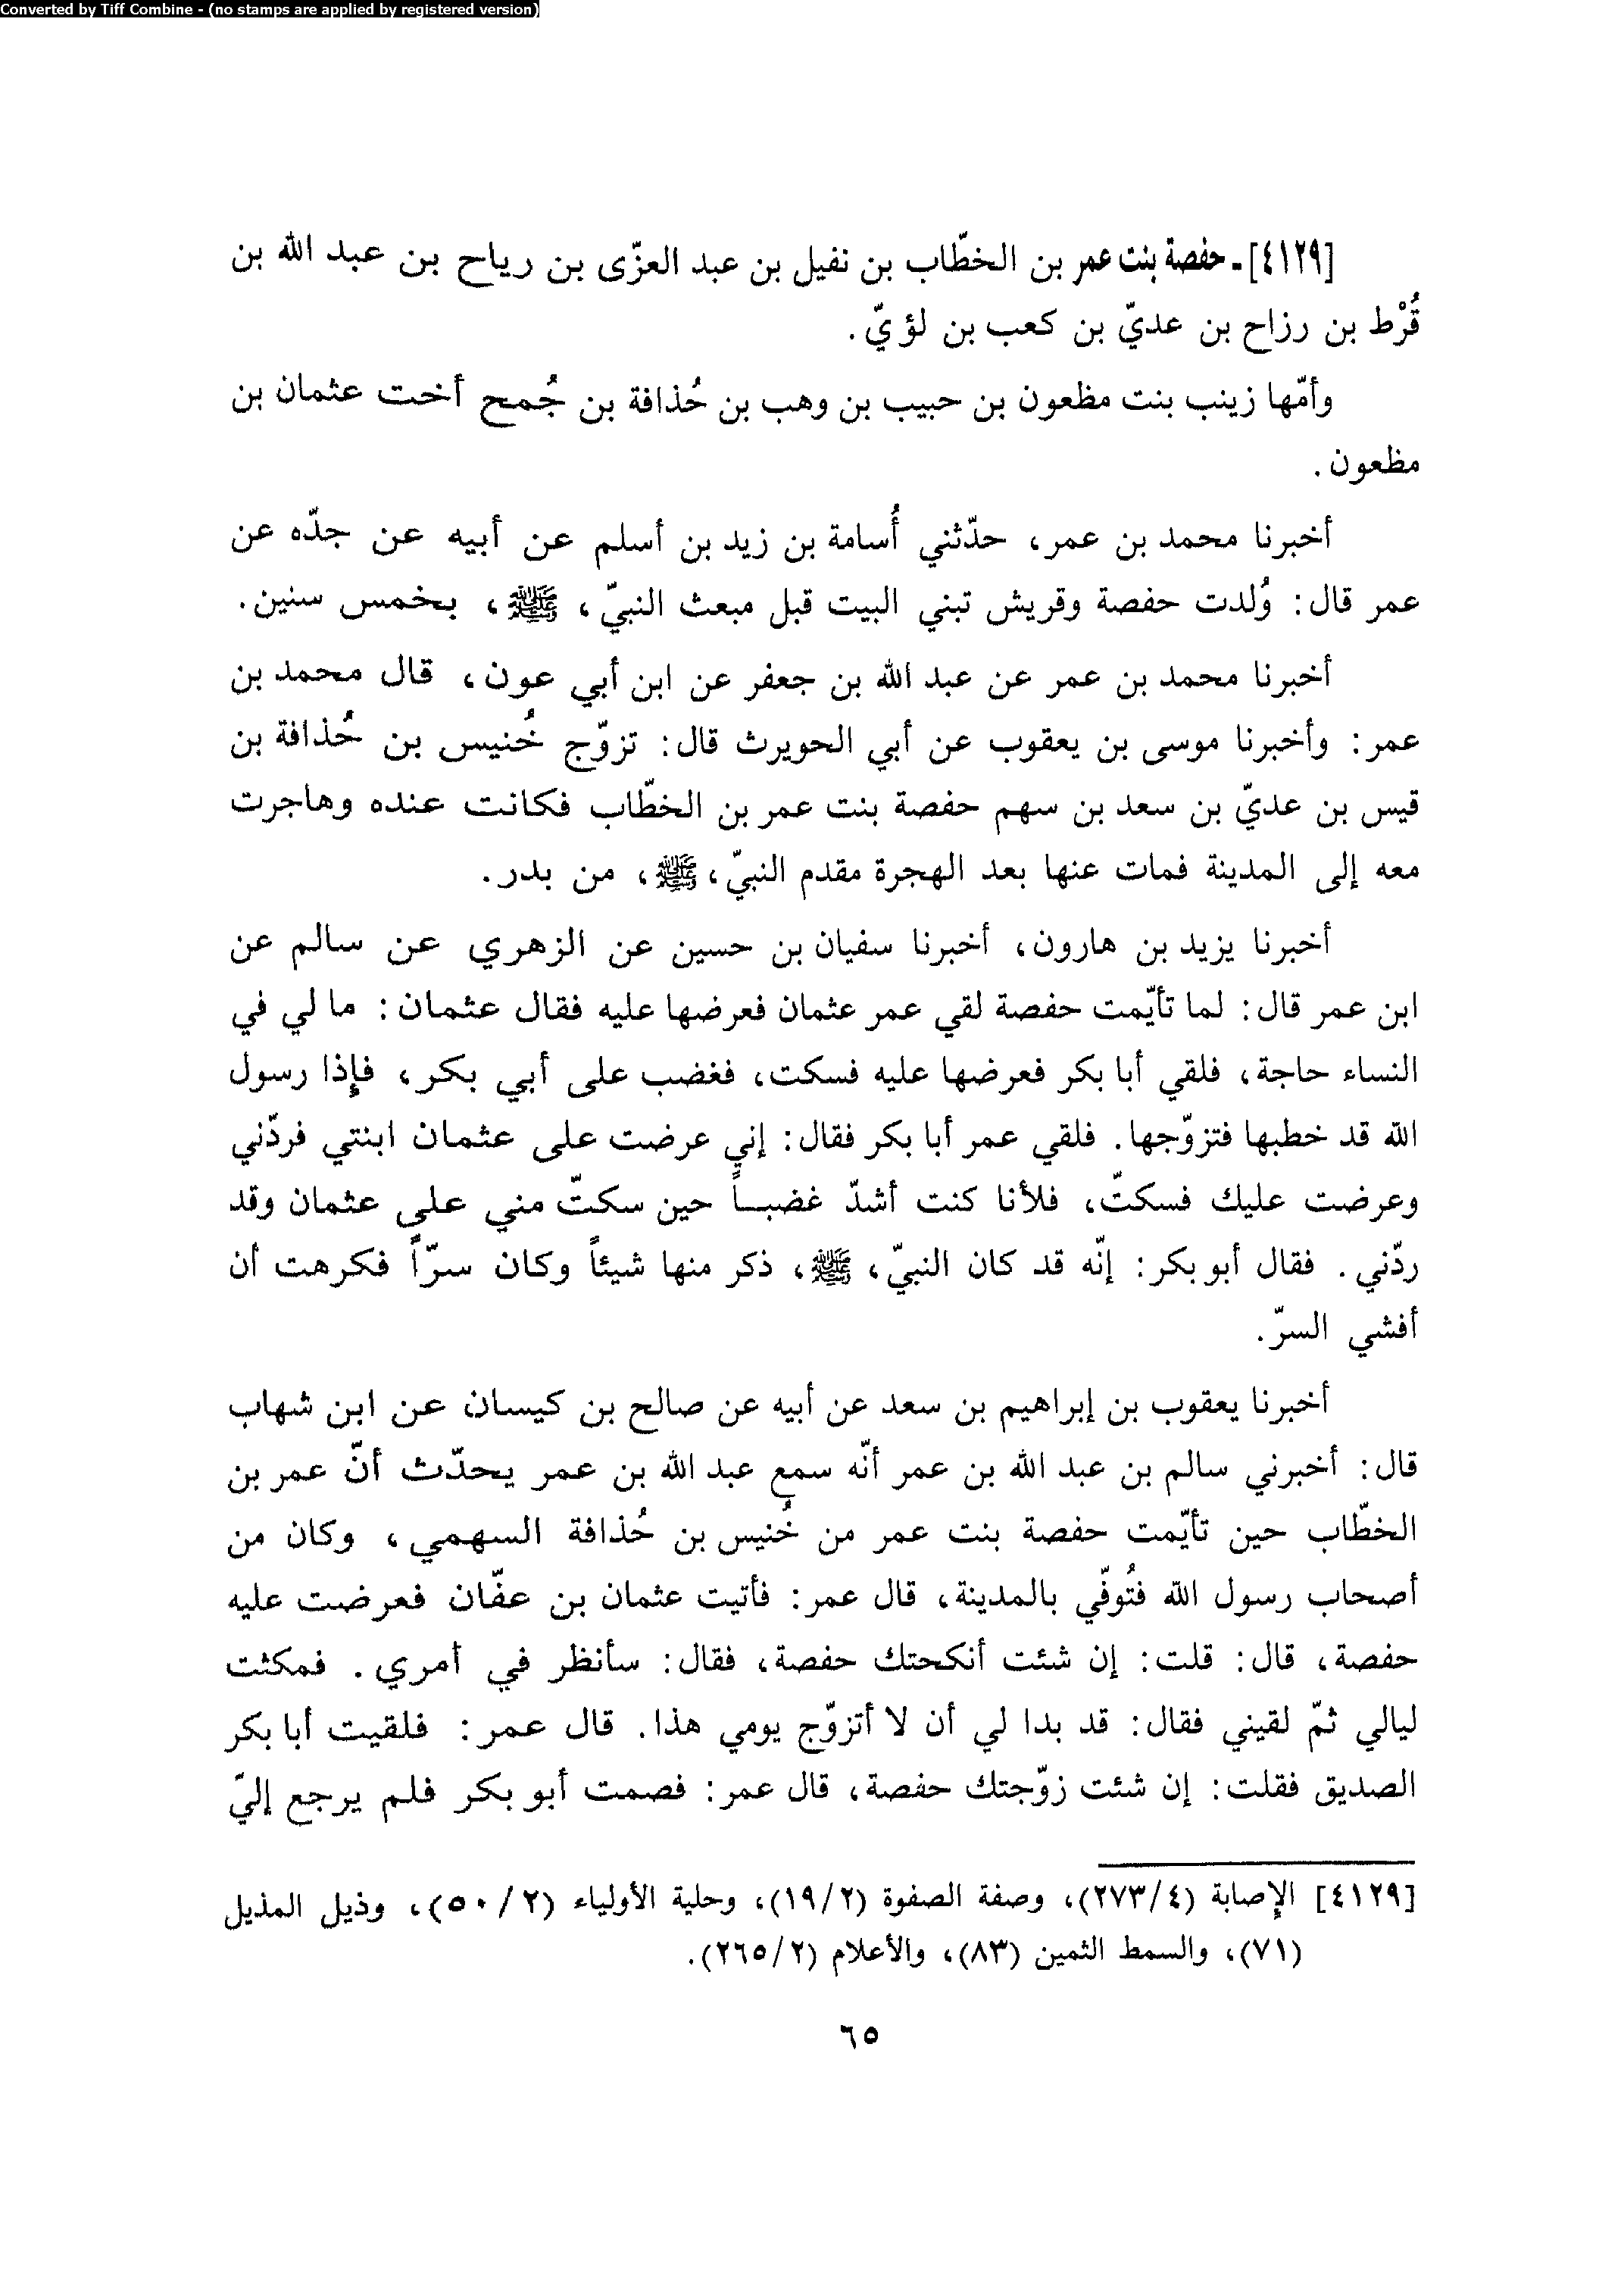 Converted by Tiff Combine - (no stamps are applied by registered version)
[٤١٢٩] - حفصة بنت عمر بن الخطّاب بن نفيل بن عبد العزّى بن رياح بن عبد الله بن
قُرْط بن رزاح بن عديّ بن كعب بن لؤيّ.
وأمّها زينب بنت مظعون بن حبيب بن وهب بن حُذافة بن جُمح أخت عثمان بن
مظعون.
أخبرنا محمد بن عمر، حدّثني أُسامة بن زيد بن أسلم عن أبيه عن جدّه عن
عمر قال: وُلدت حفصة وقريش تبني البيت قبل مبعث النبيّ، ﷺ، بخمس سنين.
أخبرنا محمد بن عمر عن عبد الله بن جعفر عن ابن أبي عون، قال محمد بن
عمر: وأخبرنا موسى بن يعقوب عن أبي الحويرث قال: تزوّج خُنيس بن حُذافة بن
قيس بن عديّ بن سعد بن سهم حفصة بنت عمر بن الخطّاب فكانت عنده وهاجرت
معه إلى المدينة فمات عنها بعد الهجرة مقدم النبيّ، ﷺ، من بدر.
أخبرنا يزيد بن هارون، أخبرنا سفيان بن حسين عن الزهري عن سالم عن
ابن عمر قال: لما تأيّمت حفصة لقي عمر عثمان فعرضها عليه فقال عثمان: ما لي في
النساء حاجة، فلقي أبا بكر فعرضها عليه فسكت، فغضب على أبي بكر، فإذا رسول
الله قد خطبها فتزوّجها. فلقي عمر أبا بكر فقال: إني عرضت على عثمان ابنتي فردّني
وعرضت عليك فسكتّ، فلأنا كنت أشدّ غضباً حين سكتّ مني على عثمان وقد
ردّني. فقال أبو بكر: إنّه قد كان النبيّ، ﷺ، ذكر منها شيئاً وكان سرّاً فكرهت أن
أفشي السرّ.
أخبرنا يعقوب بن إبراهيم بن سعد عن أبيه عن صالح بن كيسان عن ابن شهاب
قال: أخبرني سالم بن عبد الله بن عمر أنّه سمع عبد الله بن عمر يحدّث أنّ عمر بن
الخطّاب حين تأيّمت حفصة بنت عمر من خُنيس بن حُذافة السهمي، وكان من
أصحاب رسول الله فتُوفّي بالمدينة، قال عمر: فأتيت عثمان بن عفّان فعرضت عليه
حفصة، قال: قلت: إن شئت أنكحتك حفصة، فقال: سأنظر في أمري. فمكثت
ليالي ثمّ لقيني فقال: قد بدا لي أن لا أتزوّج يومي هذا. قال عمر: فلقيت أبا بكر
الصديق فقلت: إن شئت زوّجتك حفصة، قال عمر: فصمت أبو بكر فلم يرجع إليّ
[٤١٢٩] الإصابة (٤/ ٢٧٣)، وصفة الصفوة (٢/ ١٩)، وحلية الأولياء (٢/ ٥٠)، وذيل المذيل
(٧١)، والسمط الثمين (٨٣)، والأعلام (٢/ ٢٦٥).
٦٥